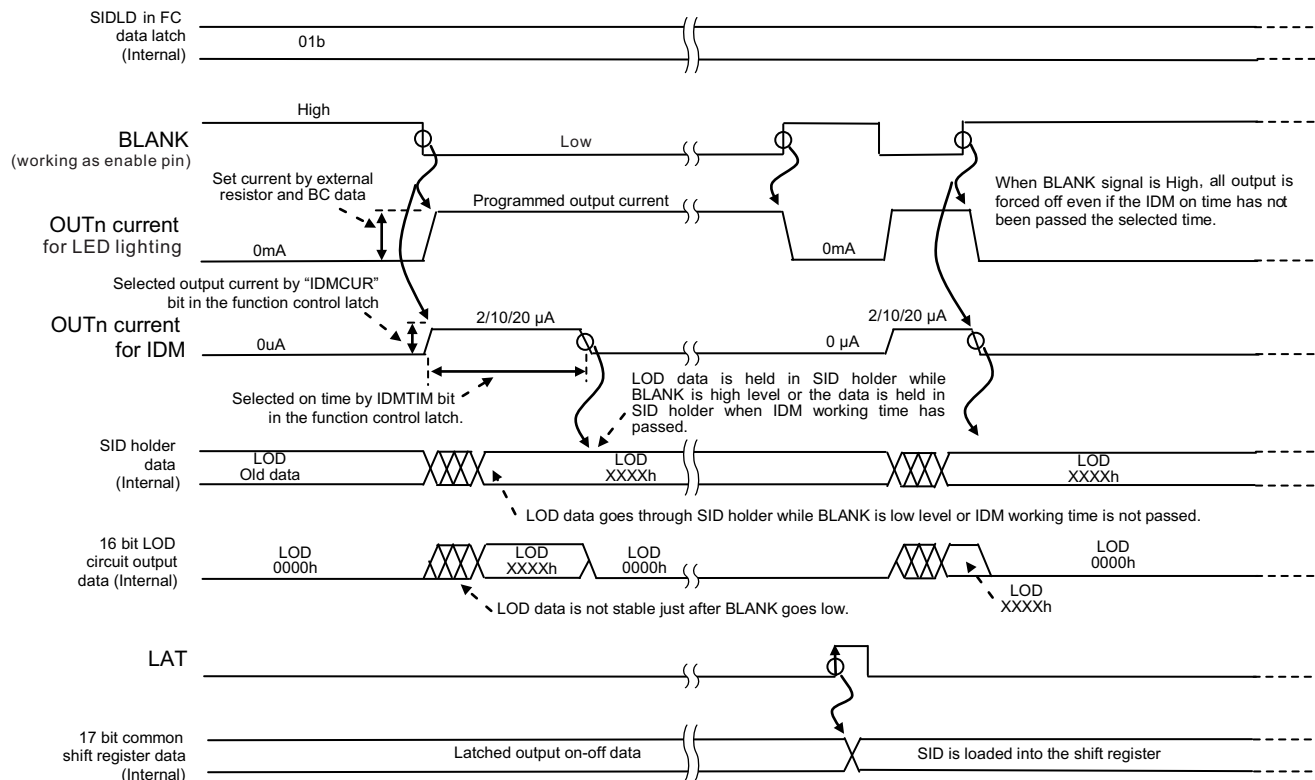 SIDLD in FC
data latch
(Internal)
01b
High
BLANK
(working as enable pin)
Low
Set current by external
resistor and BC data
Programmed output current
When BLANK signal is High, all output is
forced off even if the IDM on time has not
been passed the selected time.
OUTn current
for LED lighting
0mA
0mA
Selected output current by “IDMCUR”
bit in the function control latch
OUTn current
for IDM
2/10/20 µA
2/10/20 µA
0uA
0 µA
Selected on time by IDMTIM bit
in the function control latch.
LOD data is held in SID holder while
BLANK is high level or the data is held in
SID holder when IDM working time has
passed.
SID holder
data
(Internal)
LOD
Old data
LOD
XXXXh
LOD
XXXXh
LOD data goes through SID holder while BLANK is low level or IDM working time is not passed.
16 bit LOD
circuit output
data (Internal)
LOD
0000h
LOD
XXXXh
LOD
0000h
LOD
0000h
LOD
XXXXh
LOD data is not stable just after BLANK goes low.
LAT
17 bit common
shift register data
(Internal)
Latched output on-off data
SID is loaded into the shift register